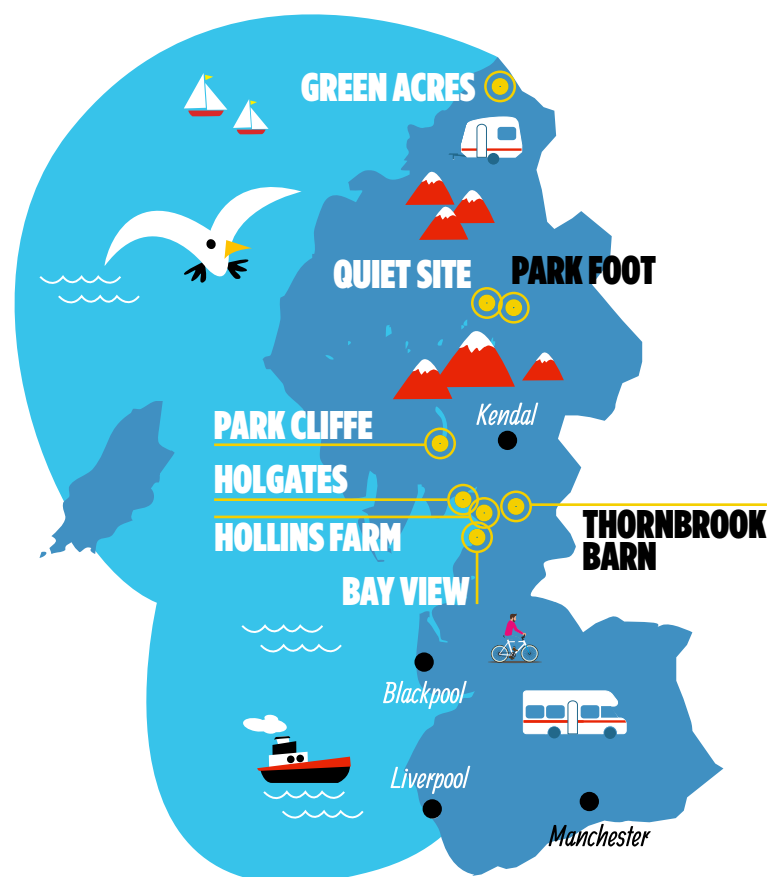 GREEN ACRES
QUIET SITE
PARK FOOT
PARK CLIFFE
Kendal
HOLGATES
HOLLINS FARM
THORNBROOK
BARN
BAY VIEW
Blackpool
Liverpool
Manchester